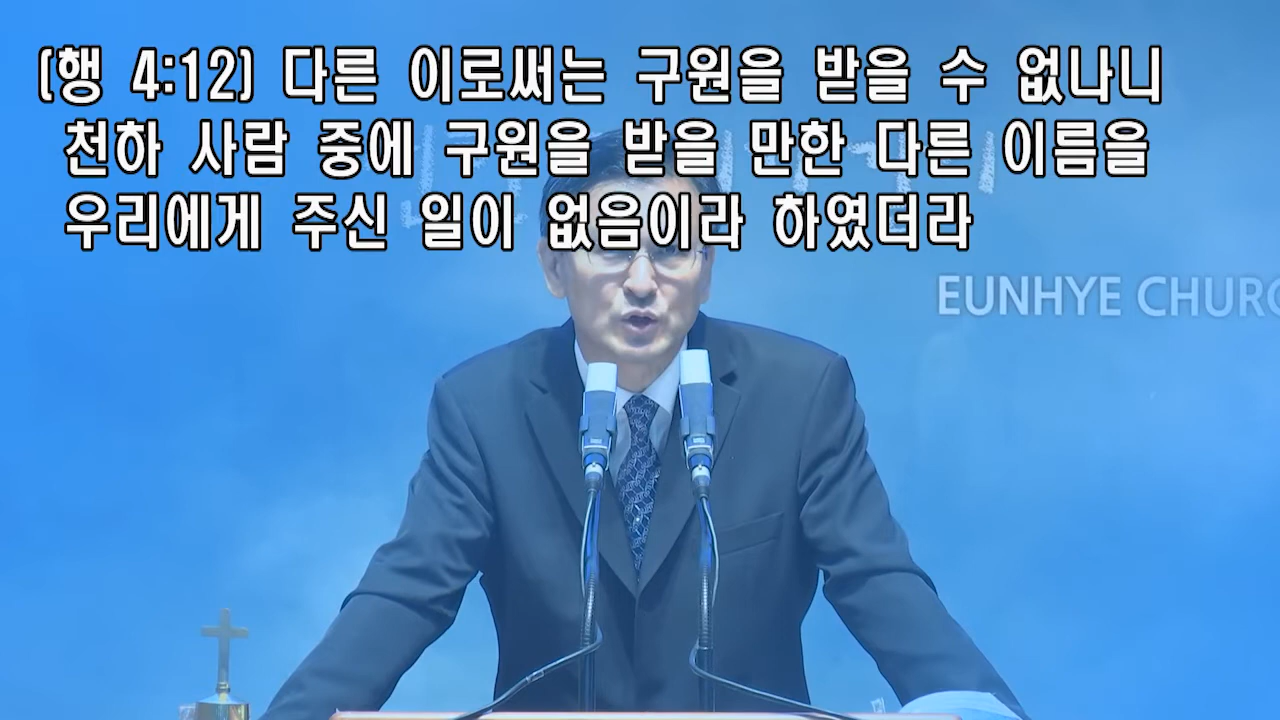 (행 4:12) 다른 이로써는 구원을 받을 수 없나니
천하 사람 중에 구원을 받을 만한 다른 이름을
우리에게 주신 일이 없음이라 하였더라
EUNHYE CHURC